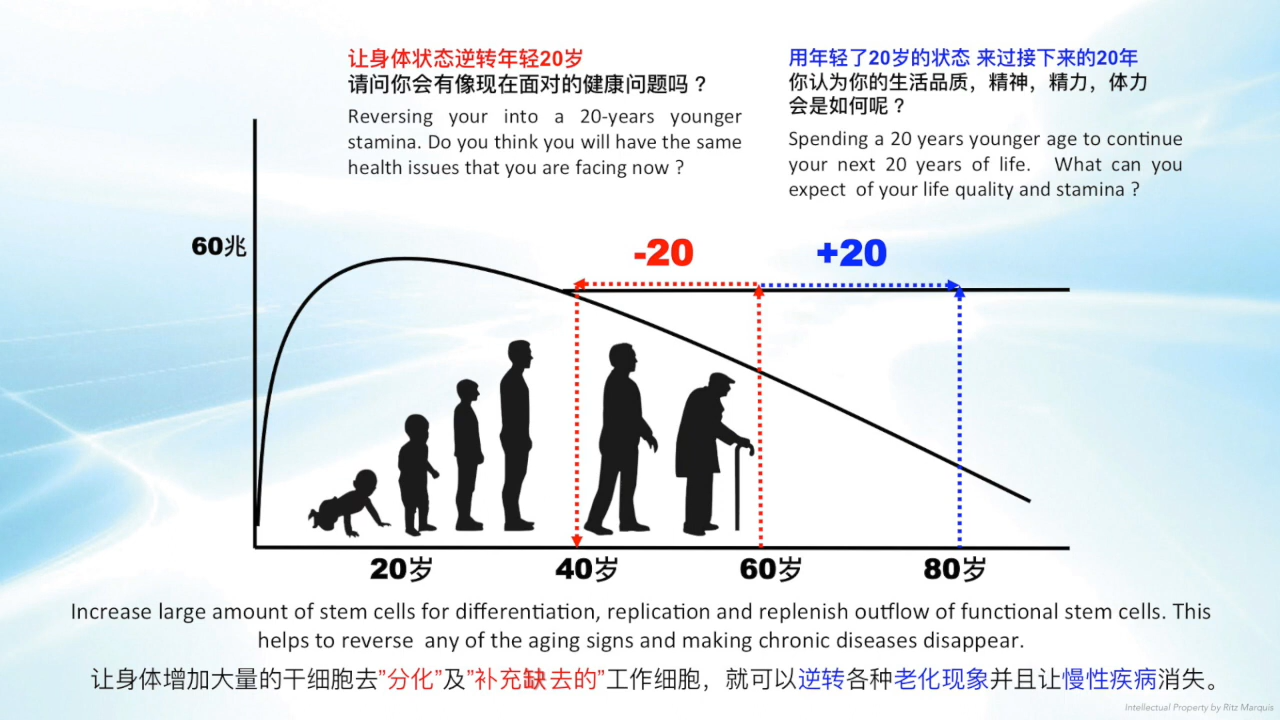 让身体状态逆转年轻20岁
请问你会有像现在面对的健康问题吗？
Reversing your into a 20-years younger
stamina. Do you think you will have the same
health issues that you are facing now ?
用年轻了20岁的状态 来过接下来的20年
你认为你的生活品质，精神，精力，体力
会是如何呢？
Spending a 20 years younger age to continue
your next 20 years of life. What can you
expect of your life quality and stamina ?
60兆
-20
+20
20岁
40岁
60岁
80岁
Increase large amount of stem cells for differentiation, replication and replenish outflow of functional stem cells. This
helps to reverse any of the aging signs and making chronic diseases disappear.
让身体增加大量的干细胞去”分化”及”补充缺去的”工作细胞，就可以逆转各种老化现象并且让慢性疾病消失。
Intellectual Property by Ritz Marquis